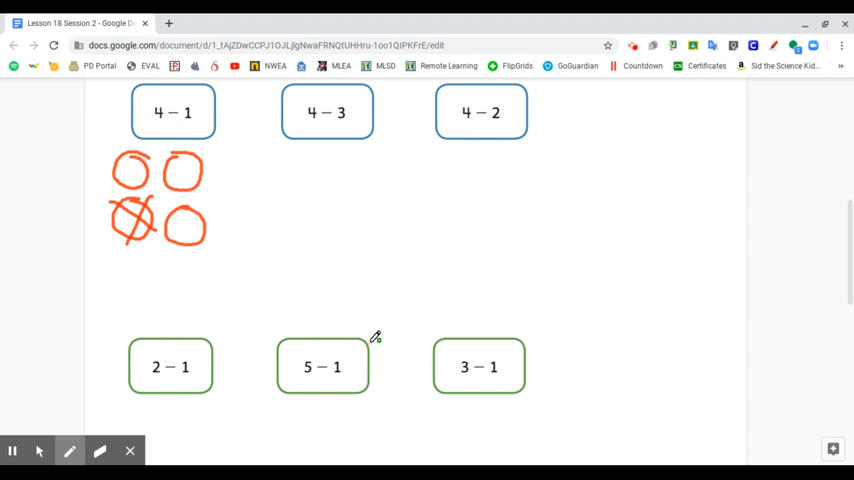 Lesson 18 Session 2 - Google Do
docs.google.com/document/d/1_tAjZDwCCPJ1OJLjlgNwaFRNQtUHHru-1oo1QIPKFrE/edit
PD Portal EVAL NWEA MLEA MLSD Remote Learning FlipGrids GoGuardian Countdown Certificates Sid the Science Kid... »
4 − 1 4 − 3 4 − 2
2 − 1 5 − 1 3 − 1